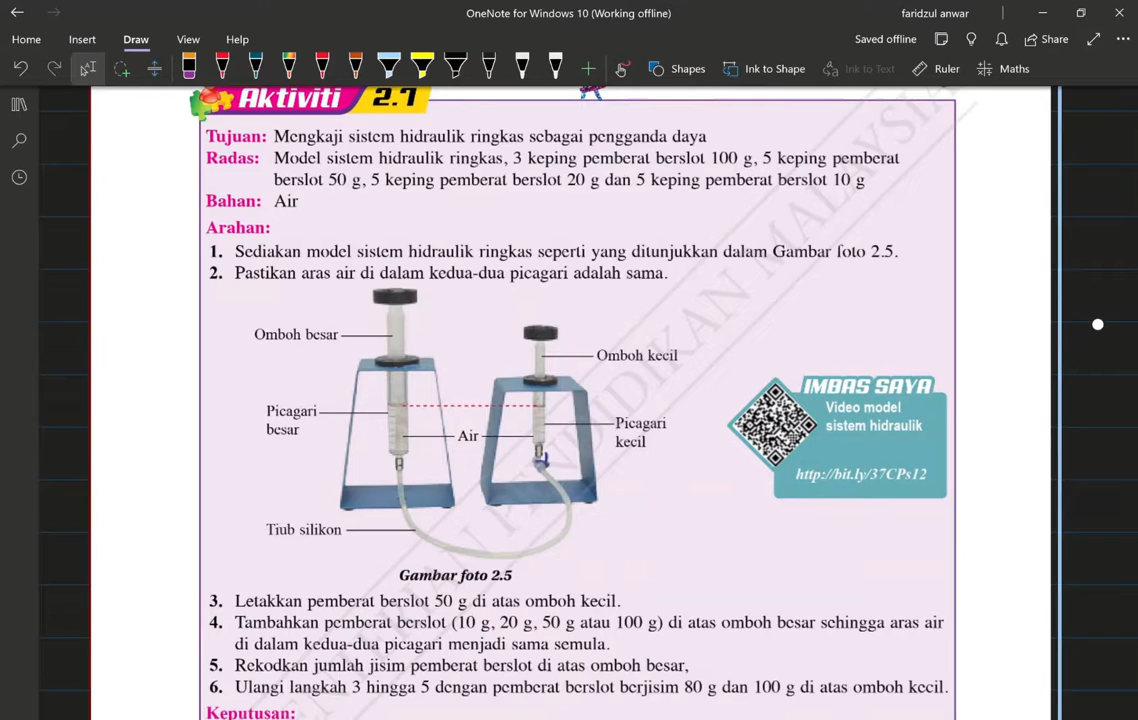 OneNote for Windows 10 (Working offline)
faridzul anwar
Home Insert Draw View Help
Saved offline
Share
Shapes
Ink to Shape
Ink to Text
Ruler
Maths
Aktiviti 2.7
Tujuan: Mengkaji sistem hidraulik ringkas sebagai pengganda daya
Radas: Model sistem hidraulik ringkas, 3 keping pemberat berslot 100 g, 5 keping pemberat
berslot 50 g, 5 keping pemberat berslot 20 g dan 5 keping pemberat berslot 10 g
Bahan: Air
Arahan:
1. Sediakan model sistem hidraulik ringkas seperti yang ditunjukkan dalam Gambar foto 2.5.
2. Pastikan aras air di dalam kedua-dua picagari adalah sama.
Omboh besar
Omboh kecil
Picagari
besar
Air
Picagari
kecil
Tiub silikon
IMBAS SAYA
Video model
sistem hidraulik
http://bit.ly/37CPs12
Gambar foto 2.5
3. Letakkan pemberat berslot 50 g di atas omboh kecil.
4. Tambahkan pemberat berslot (10 g, 20 g, 50 g atau 100 g) di atas omboh besar sehingga aras air
di dalam kedua-dua picagari menjadi sama semula.
5. Rekodkan jumlah jisim pemberat berslot di atas omboh besar,
6. Ulangi langkah 3 hingga 5 dengan pemberat berslot berjisim 80 g dan 100 g di atas omboh kecil.
Keputusan:
KEMENTERIAN PENDIDIKAN MALAYSIA